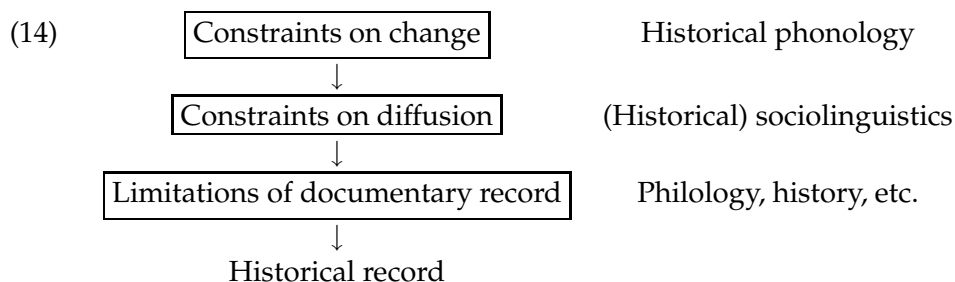 (14) Constraints on change Historical phonology
↓
Constraints on diffusion (Historical) sociolinguistics
↓
Limitations of documentary record Philology, history, etc.
↓
Historical record